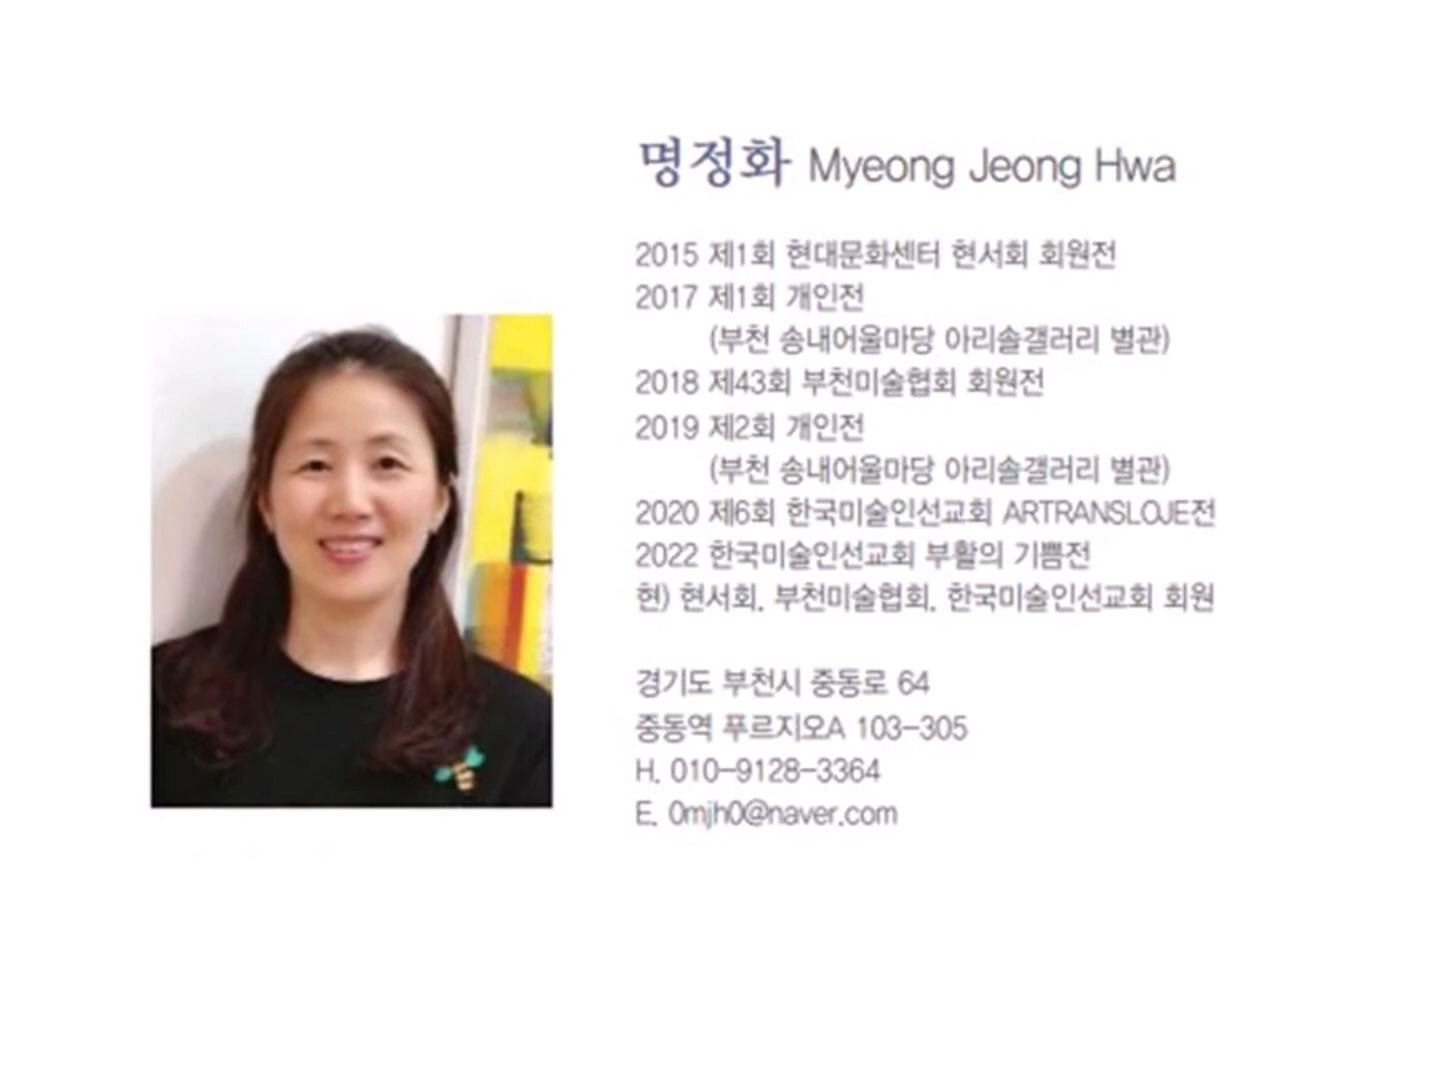 명정화 Myeong Jeong Hwa
2015 제1회 현대문화센터 현서회 회원전
2017 제1회 개인전
(부천 송내어울마당 아리솔갤러리 별관)
2018 제43회 부천미술협회 회원전
2019 제2회 개인전
(부천 송내어울마당 아리솔갤러리 별관)
2020 제6회 한국미술인선교회 ARTRANSLOJE전
2022 한국미술인선교회 부활의 기쁨전
현) 현서회, 부천미술협회, 한국미술인선교회 회원
경기도 부천시 중동로 64
중동역 푸르지오A 103-305
H. 010-9128-3364
E. 0mjh0@naver.com